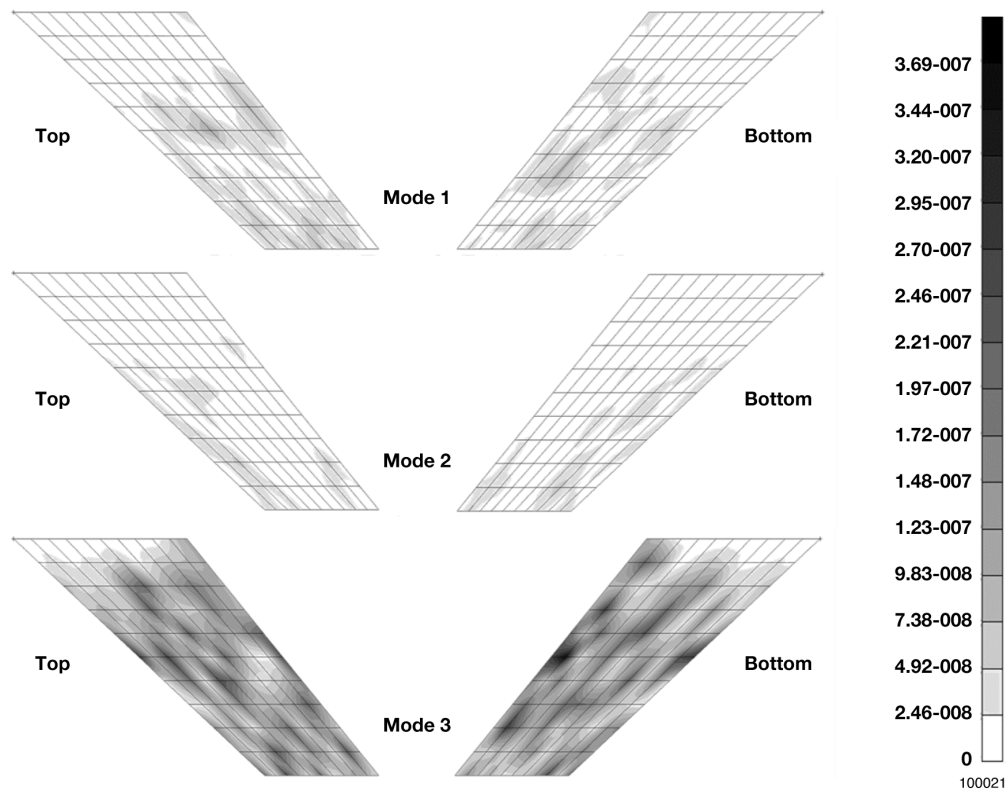 Top
Bottom
Mode 1
Top
Bottom
Mode 2
Top
Bottom
Mode 3
3.69-007
3.44-007
3.20-007
2.95-007
2.70-007
2.46-007
2.21-007
1.97-007
1.72-007
1.48-007
1.23-007
9.83-008
7.38-008
4.92-008
2.46-008
0
100021